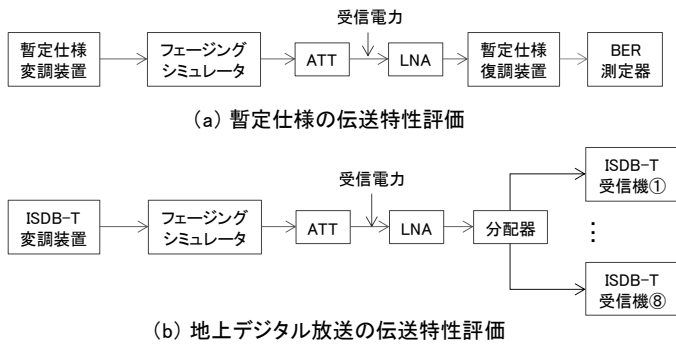 受信電力
暫定仕様
変調装置
フェージング
シミュレータ
ATT
LNA
暫定仕様
復調装置
BER
測定器
(a) 暫定仕様の伝送特性評価
受信電力
ISDB-T
変調装置
フェージング
シミュレータ
ATT
LNA
分配器
ISDB-T
受信機①
⋮
ISDB-T
受信機⑧
(b) 地上デジタル放送の伝送特性評価